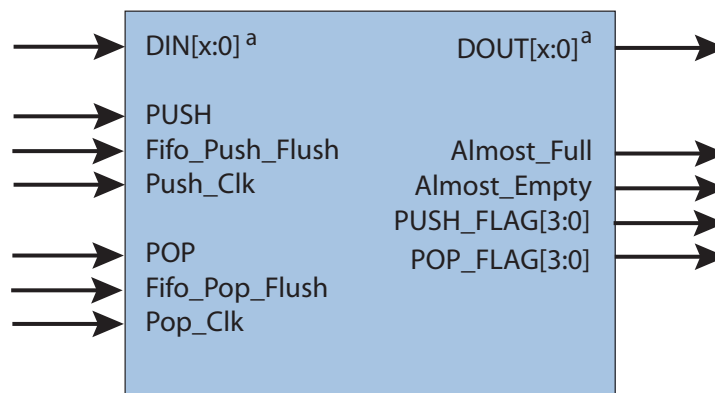 DIN[x:0] a
DOUT[x:0] a
PUSH
Fifo_Push_Flush
Push_Clk
Almost_Full
Almost_Empty
PUSH_FLAG[3:0]
POP_FLAG[3:0]
POP
Fifo_Pop_Flush
Pop_Clk